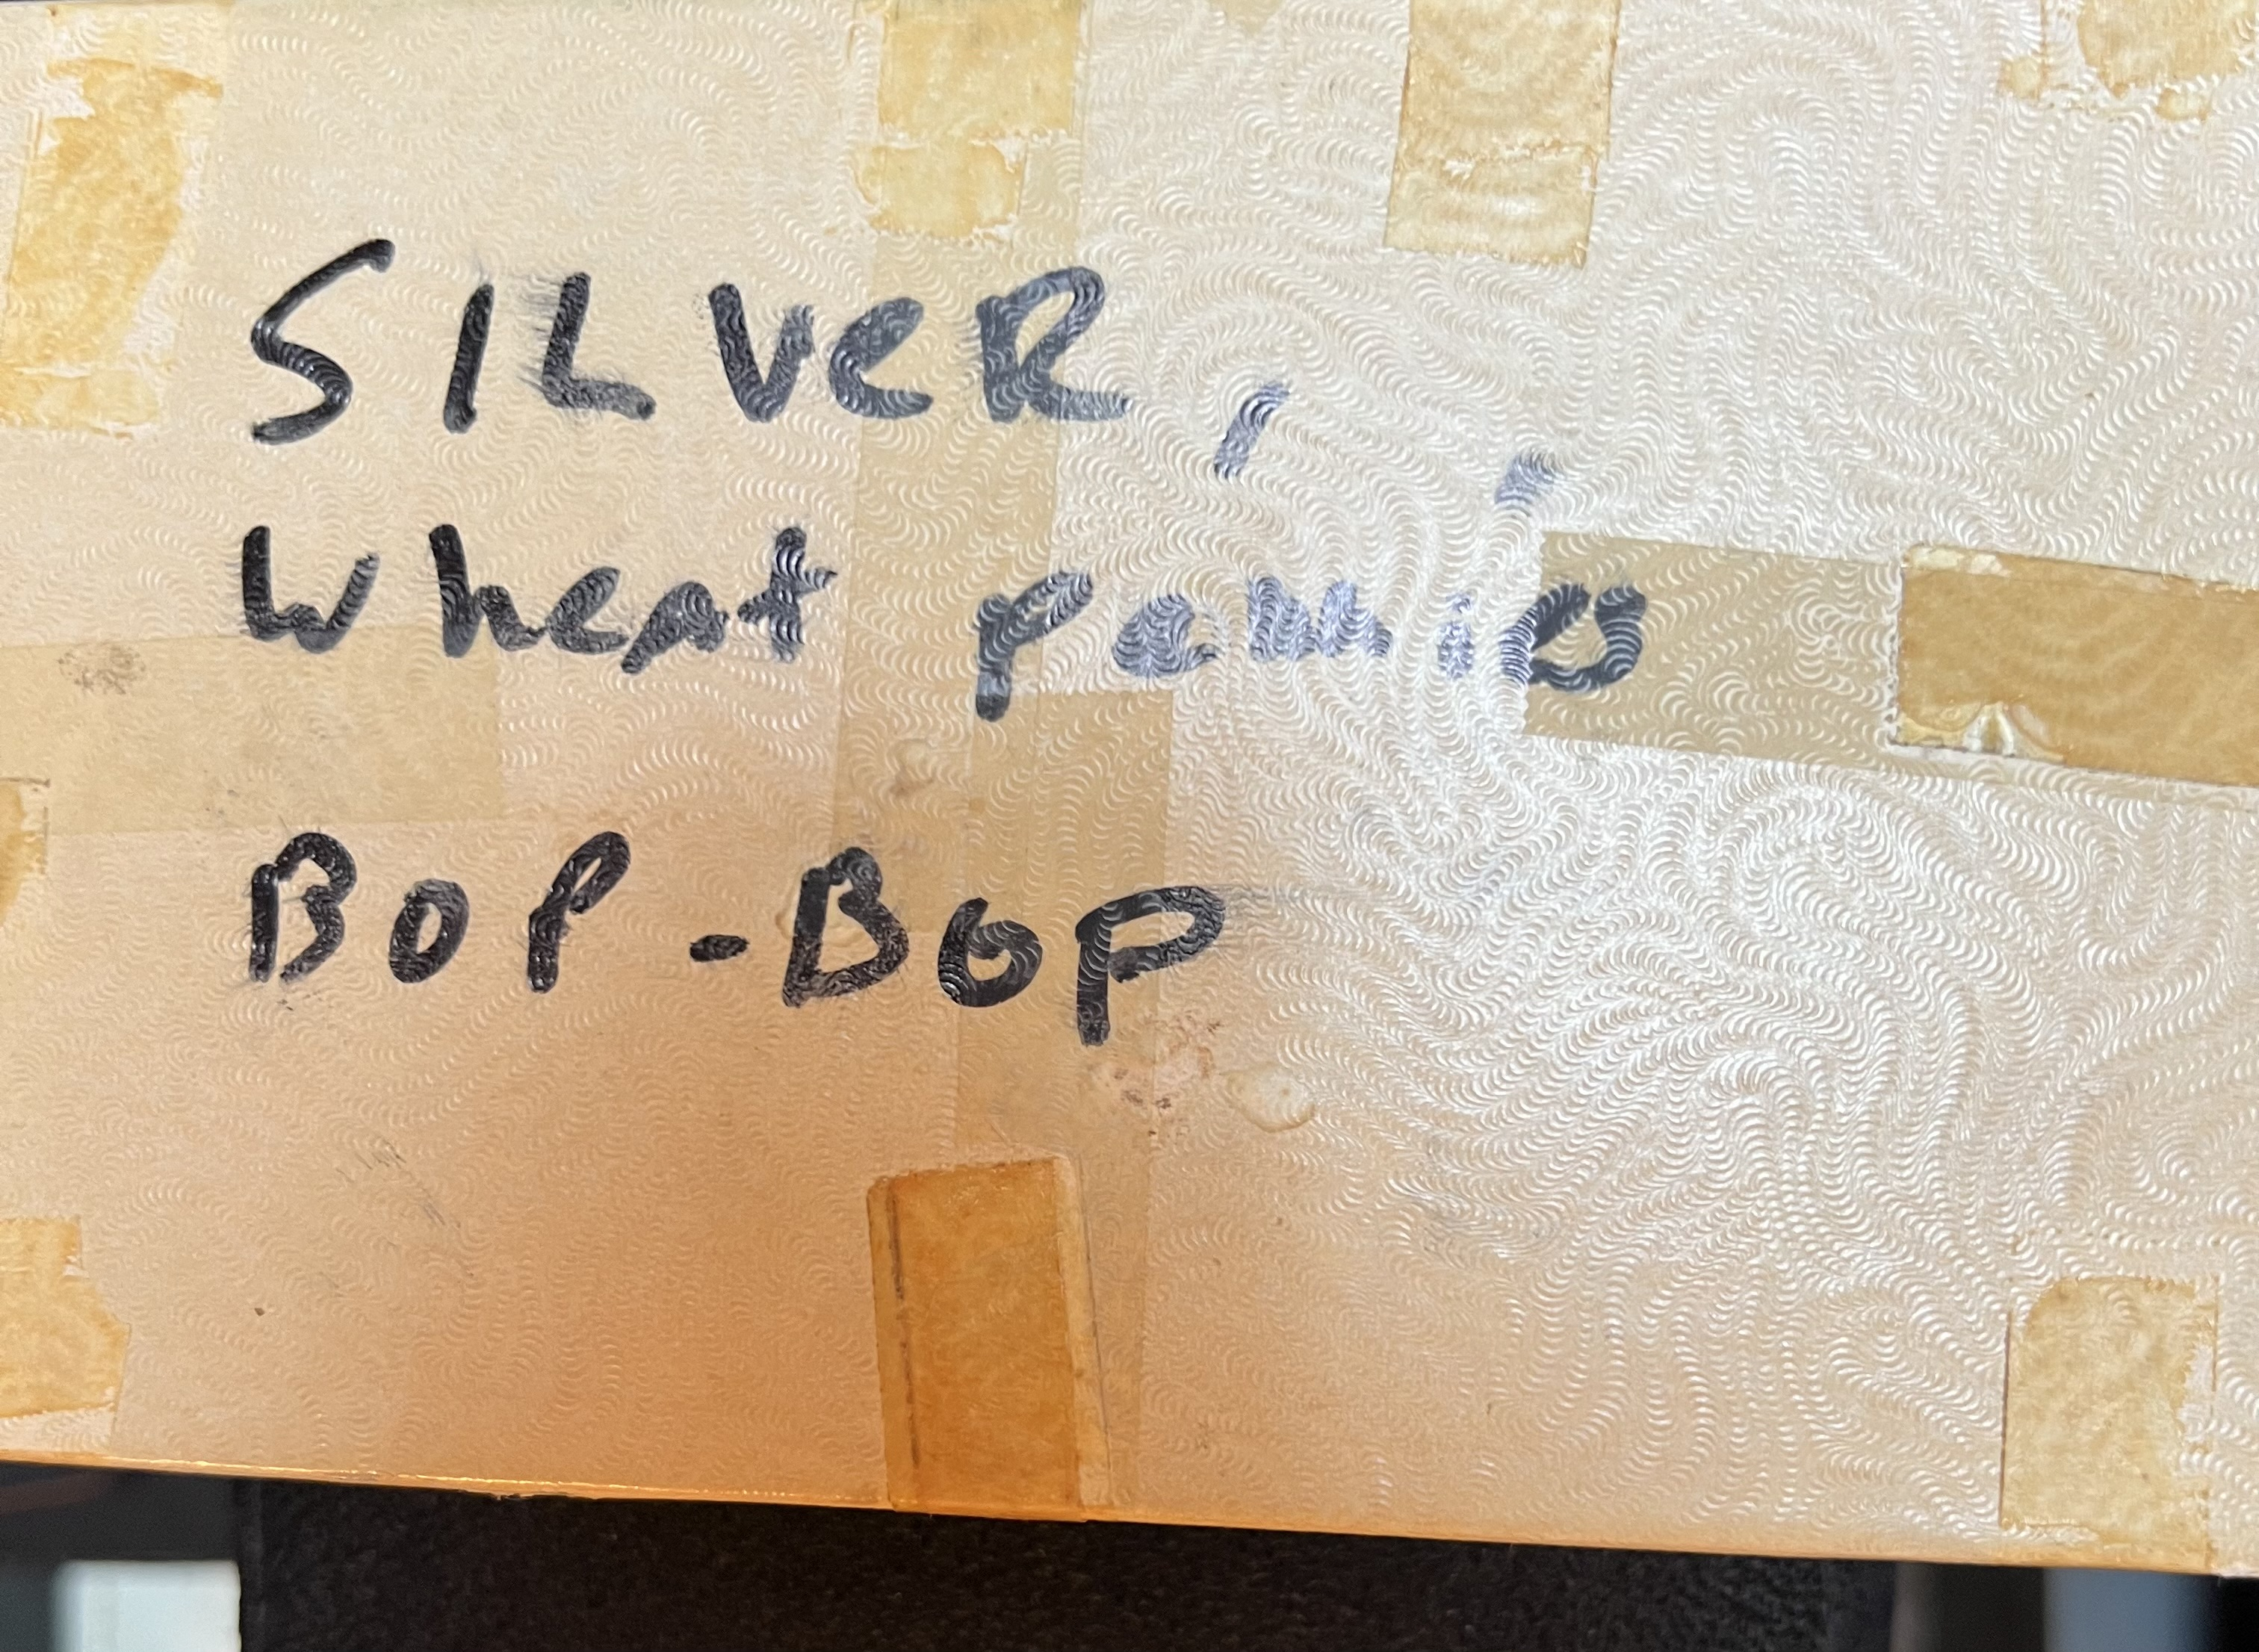 SILVeR,
Wheat pennies
BOP-BOP